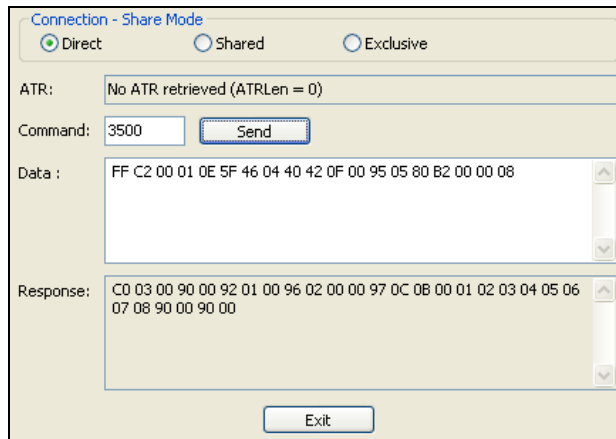 Connection - Share Mode
Direct Shared Exclusive
ATR: No ATR retrieved (ATRLen = 0)
Command: 3500 Send
Data : FF C2 00 01 0E 5F 46 04 40 42 0F 00 95 05 80 B2 00 00 08
Response: C0 03 00 90 00 92 01 00 96 02 00 00 97 0C 0B 00 01 02 03 04 05 06
07 08 90 00 90 00
Exit